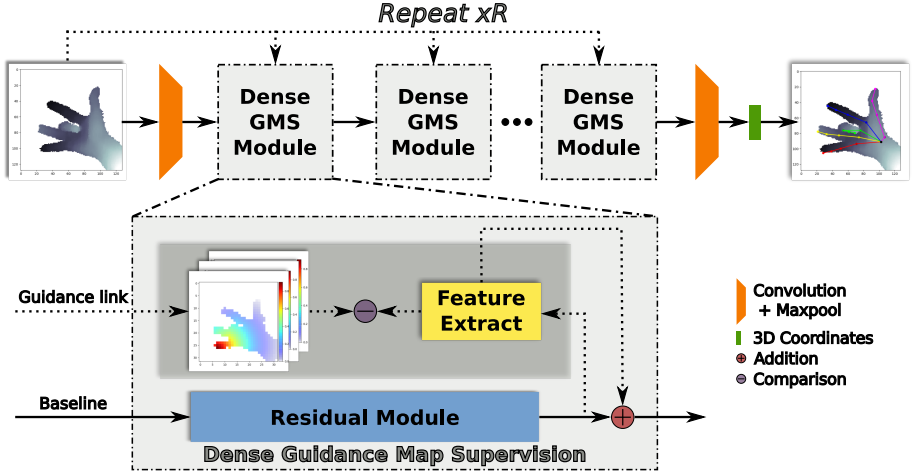 Repeat xR
Dense
GMS
Module
Dense
GMS
Module
Dense
GMS
Module
Guidance link
Feature
Extract
Baseline
Residual Module
Dense Guidance Map Supervision
Convolution
+ Maxpool
3D Coordinates
Addition
Comparison